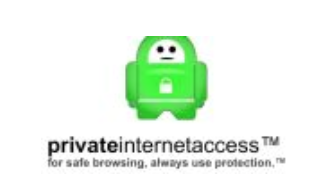 privateinternetaccess™
for safe browsing, always use protection.™